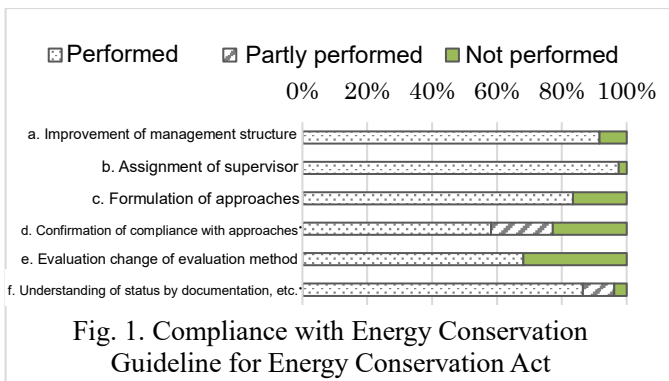 Performed Partly performed Not performed
0% 20% 40% 60% 80% 100%
a. Improvement of management structure
b. Assignment of supervisor
c. Formulation of approaches
d. Confirmation of compliance with approaches
e. Evaluation change of evaluation method
f. Understanding of status by documentation, etc.
Fig. 1. Compliance with Energy Conservation
Guideline for Energy Conservation Act